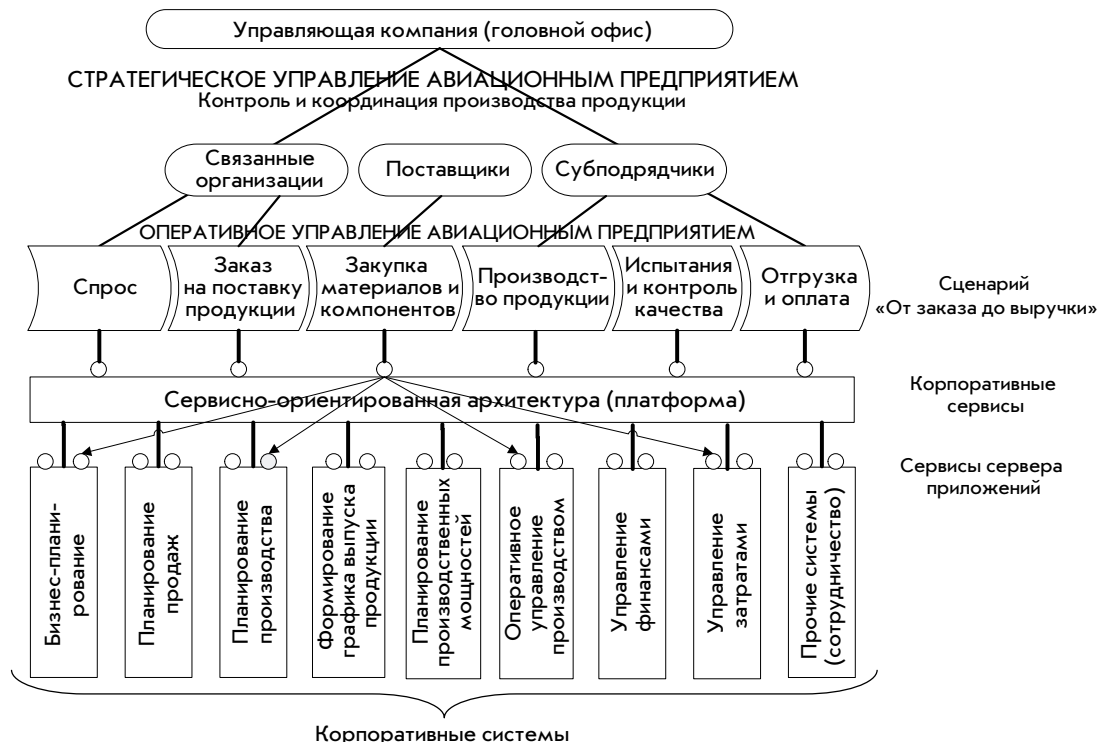 Управляющая компания (головной офис)
СТРАТЕГИЧЕСКОЕ УПРАВЛЕНИЕ АВИАЦИОННЫМ ПРЕДПРИЯТИЕМ
Контроль и координация производства продукции
Связанные
организации
Поставщики
Субподрядчики
ОПЕРАТИВНОЕ УПРАВЛЕНИЕ АВИАЦИОННЫМ ПРЕДПРИЯТИЕМ
Спрос
Заказ
на поставку
продукции
Закупка
материалов и
компонентов
Производст-
во продукции
Испытания
и контроль
качества
Отгрузка
и оплата
Сценарий
«От заказа до выручки»
Сервисно-ориентированная архитектура (платформа)
Корпоративные
сервисы
Сервисы сервера
приложений
Бизнес-плани-
рование
Планирование
продаж
Планирование
производства
Формирование
графика выпуска
продукции
Планирование
производственных
мощностей
Оперативное
управление
производством
Управление
финансами
Управление
затратами
Прочие системы
(сотрудничество)
Корпоративные системы